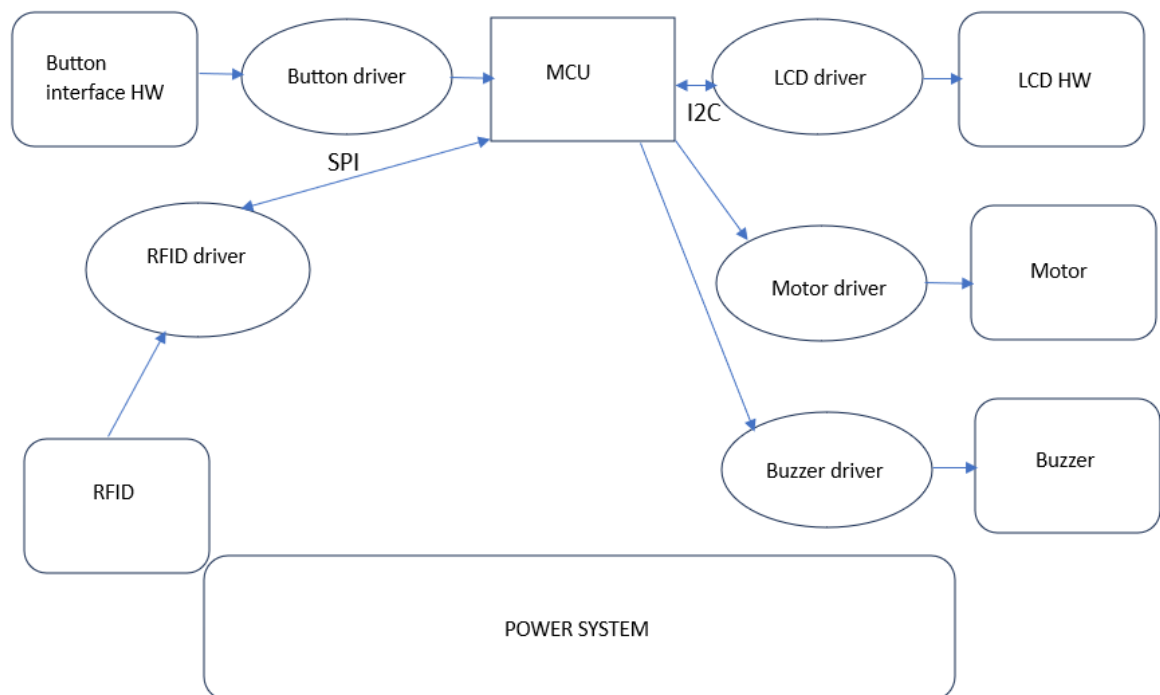 Button
interface HW
Button driver
MCU
I2C
LCD driver
LCD HW
SPI
RFID driver
Motor driver
Motor
RFID
Buzzer driver
Buzzer
POWER SYSTEM